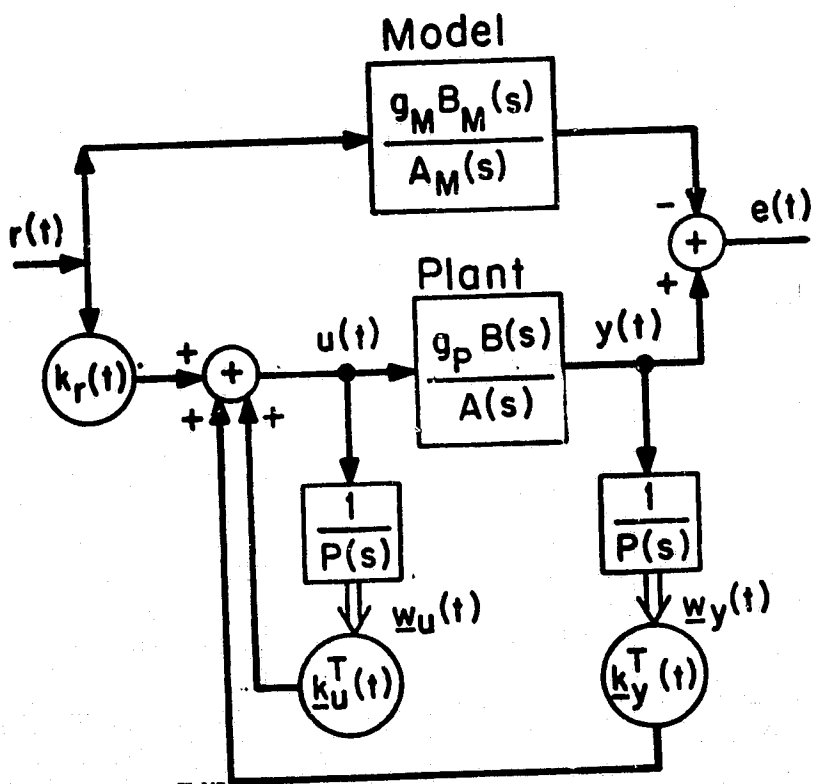 Model
g_M B_M(s)
A_M(s)
-
e(t)
+
r(t)
Plant
+
k_r(t)
+
+
u(t)
g_P B(s)
A(s)
y(t)
+
+
1
P(s)
1
P(s)
w_u(t)
w_y(t)
k_u^T(t)
k_y^T(t)